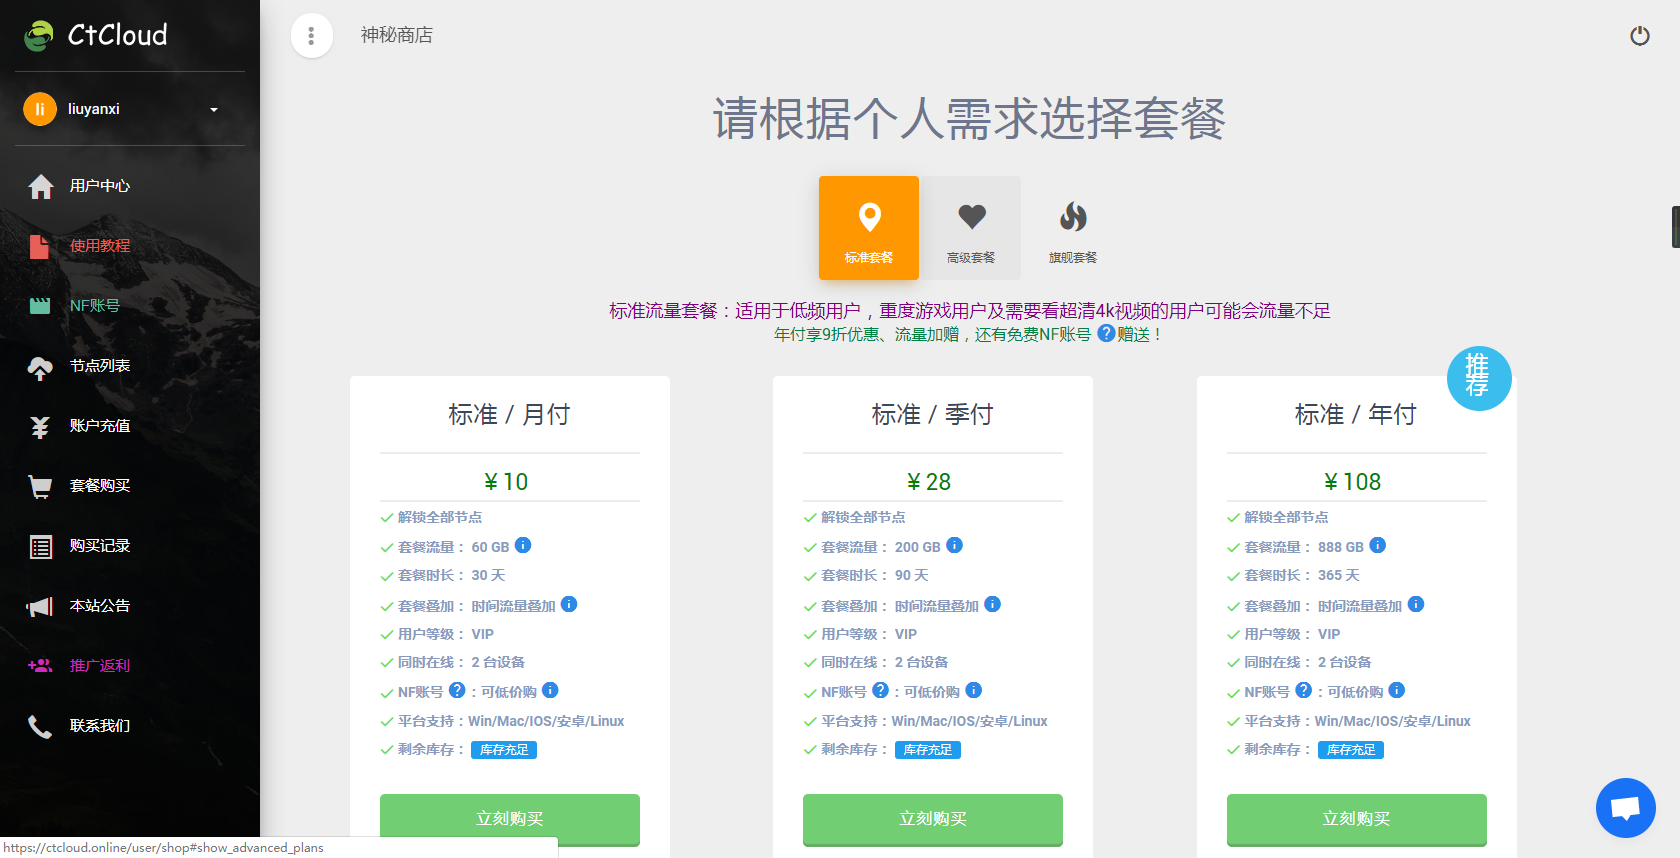 CtCloud
li liuyanxi
用户中心
使用教程
NF账号
节点列表
账户充值
套餐购买
购买记录
本站公告
推广返利
联系我们
神秘商店
请根据个人需求选择套餐
标准套餐
高级套餐
旗舰套餐
标准流量套餐：适用于低频用户，重度游戏用户及需要看超清4k视频的用户可能会流量不足
年付享9折优惠、流量加赠，还有免费NF账号 ? 赠送！
标准 / 月付
¥ 10
解锁全部节点
套餐流量： 60 GB i
套餐时长： 30 天
套餐叠加： 时间流量叠加 i
用户等级： VIP
同时在线： 2 台设备
NF账号 ? ：可低价购 i
平台支持：Win/Mac/IOS/安卓/Linux
剩余库存： 库存充足
立刻购买
标准 / 季付
¥ 28
解锁全部节点
套餐流量： 200 GB i
套餐时长： 90 天
套餐叠加： 时间流量叠加 i
用户等级： VIP
同时在线： 2 台设备
NF账号 ? ：可低价购 i
平台支持：Win/Mac/IOS/安卓/Linux
剩余库存： 库存充足
立刻购买
推荐
标准 / 年付
¥ 108
解锁全部节点
套餐流量： 888 GB i
套餐时长： 365 天
套餐叠加： 时间流量叠加 i
用户等级： VIP
同时在线： 2 台设备
NF账号 ? ：可低价购 i
平台支持：Win/Mac/IOS/安卓/Linux
剩余库存： 库存充足
立刻购买
https://ctcloud.online/user/shop#show_advanced_plans